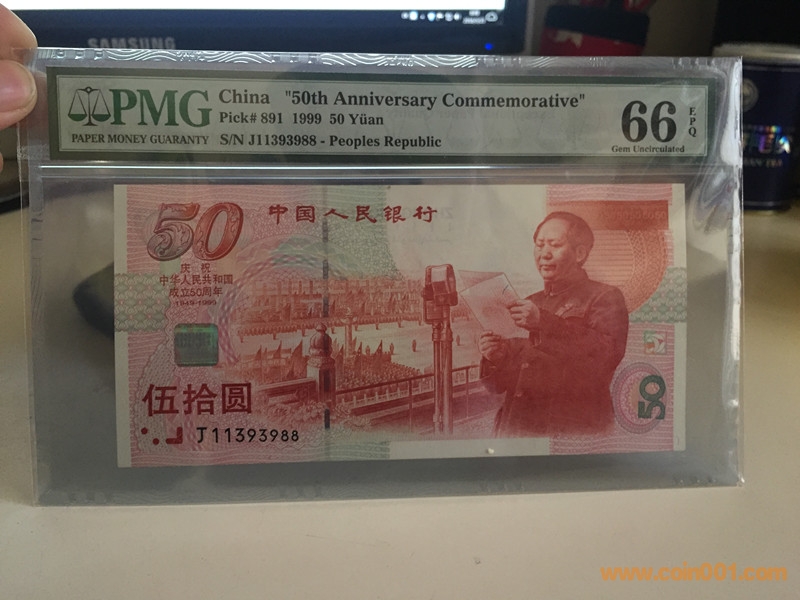 SAMSUNG
PMG
PAPER MONEY GUARANTY
China "50th Anniversary Commemorative"
Pick# 891 1999 50 Yüan
S/N J11393988 - Peoples Republic
66
EPQ
Gem Uncirculated
50
中国人民银行
庆祝
中华人民共和国
成立50周年
1949-1999
伍拾圆
J11393988
50
www.coin001.com